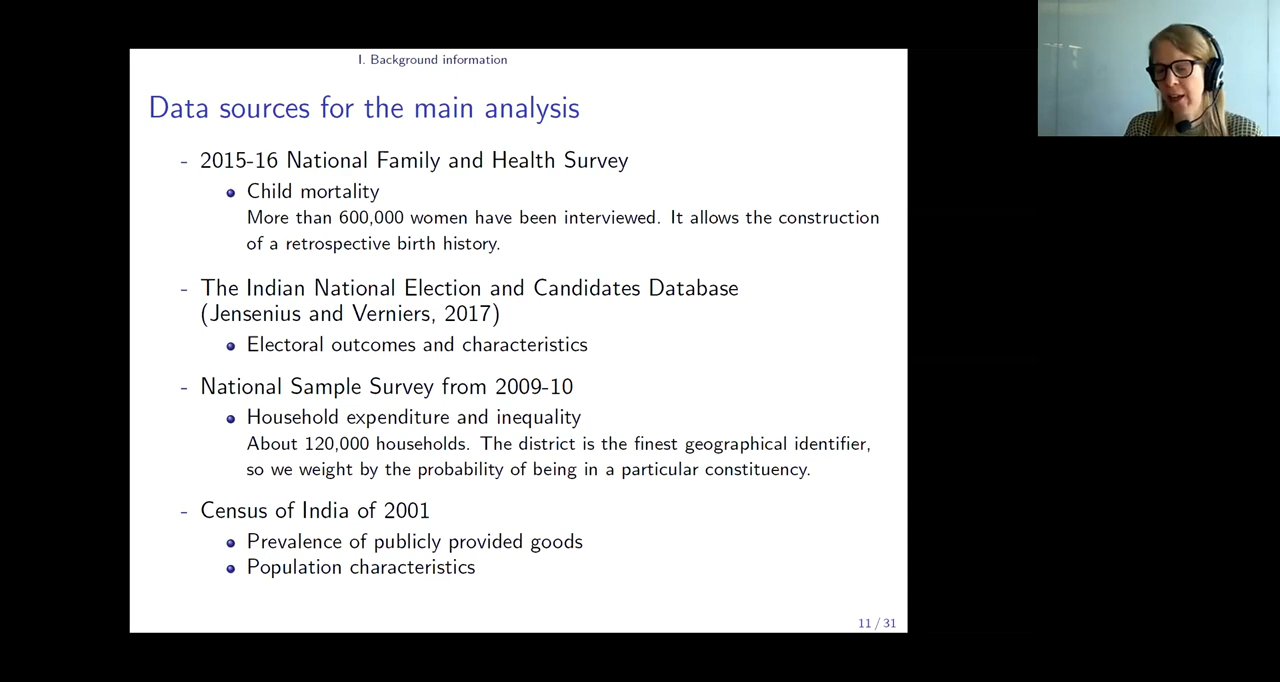 I. Background information
Data sources for the main analysis
- 2015-16 National Family and Health Survey
Child mortality
More than 600,000 women have been interviewed. It allows the construction
of a retrospective birth history.
- The Indian National Election and Candidates Database
(Jensenius and Verniers, 2017)
Electoral outcomes and characteristics
- National Sample Survey from 2009-10
Household expenditure and inequality
About 120,000 households. The district is the finest geographical identifier,
so we weight by the probability of being in a particular constituency.
- Census of India of 2001
Prevalence of publicly provided goods
Population characteristics
11 / 31